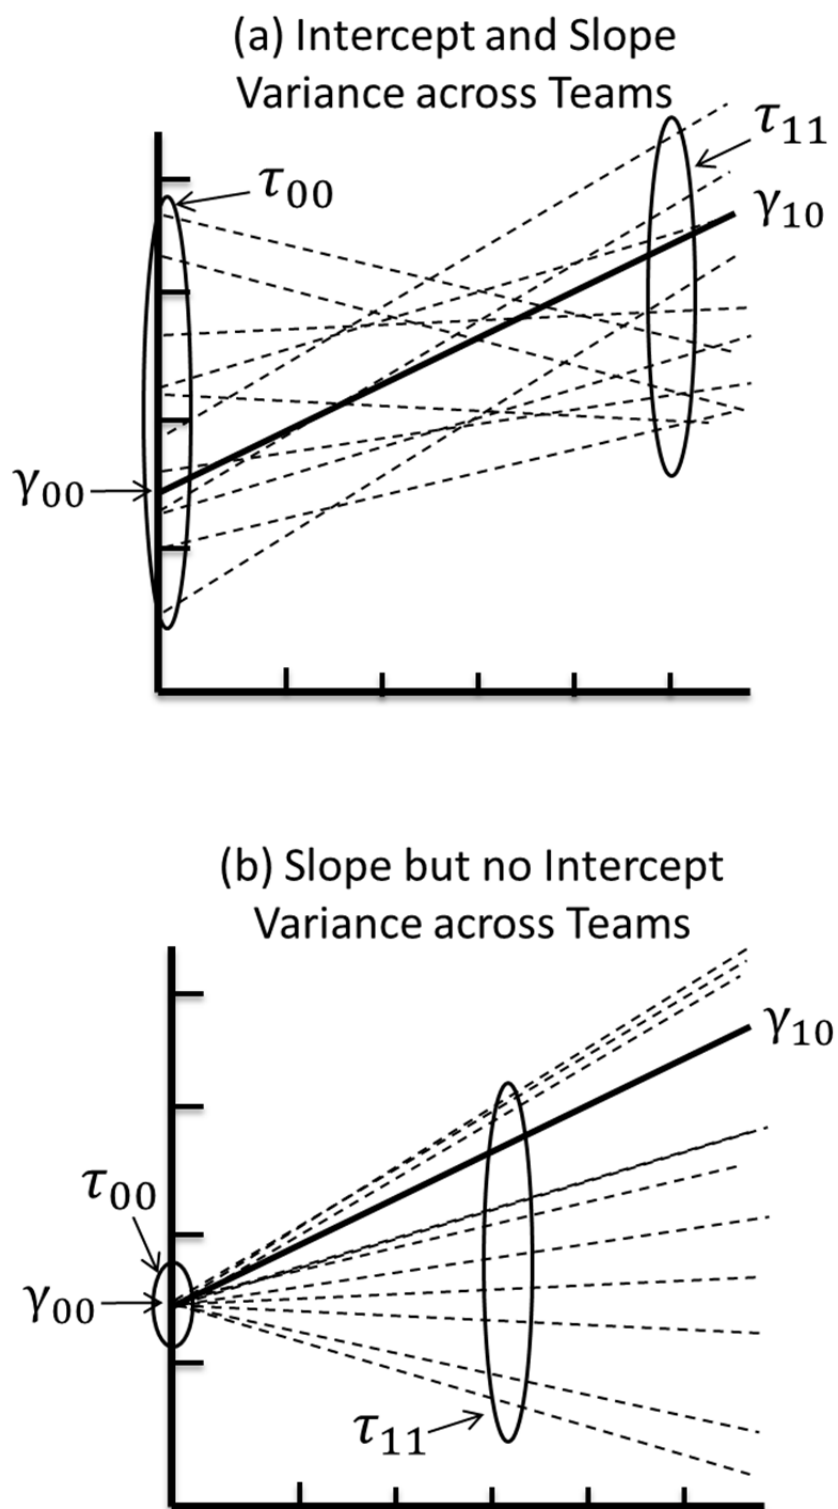 (a) Intercept and Slope
Variance across Teams
τ₁₁
τ₀₀
γ₁₀
γ₀₀
(b) Slope but no Intercept
Variance across Teams
γ₁₀
τ₀₀
γ₀₀
τ₁₁